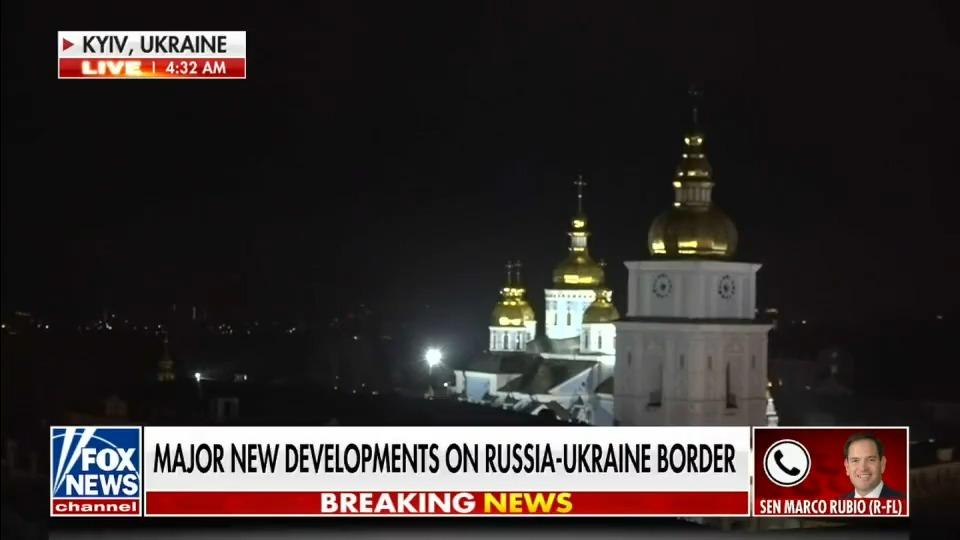 KYIV, UKRAINE
LIVE | 4:32 AM
FOX
NEWS
channel
MAJOR NEW DEVELOPMENTS ON RUSSIA-UKRAINE BORDER
BREAKING NEWS
SEN MARCO RUBIO (R-FL)